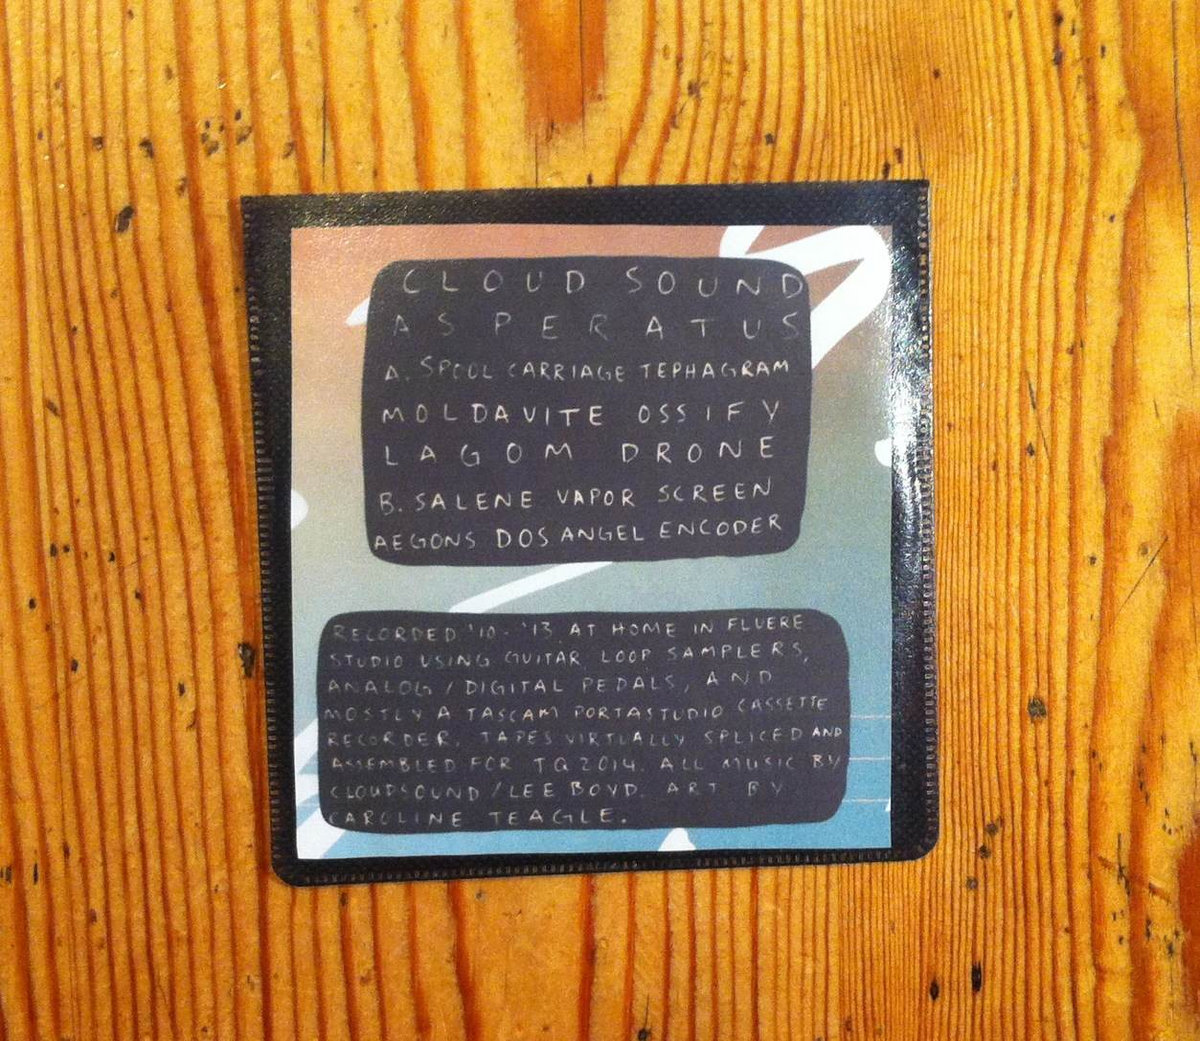 CLOUD SOUND
ASPERATUS
A. SPOOL CARRIAGE TEPHAGRAM
MOLDAVITE OSSIFY
LAGOM DRONE
B. SALENE VAPOR SCREEN
AEGONS DOS ANGEL ENCODER
RECORDED '10 - '13 AT HOME IN FLUERE
STUDIO USING GUITAR LOOP SAMPLERS,
ANALOG / DIGITAL PEDALS, AND
MOSTLY A TASCAM PORTASTUDIO CASSETTE
RECORDER. TAPES VIRTUALLY SPLICED AND
ASSEMBLED FOR TQ2014. ALL MUSIC BY
CLOUDSOUND / LEE BOYD. ART BY
CAROLINE TEAGLE.